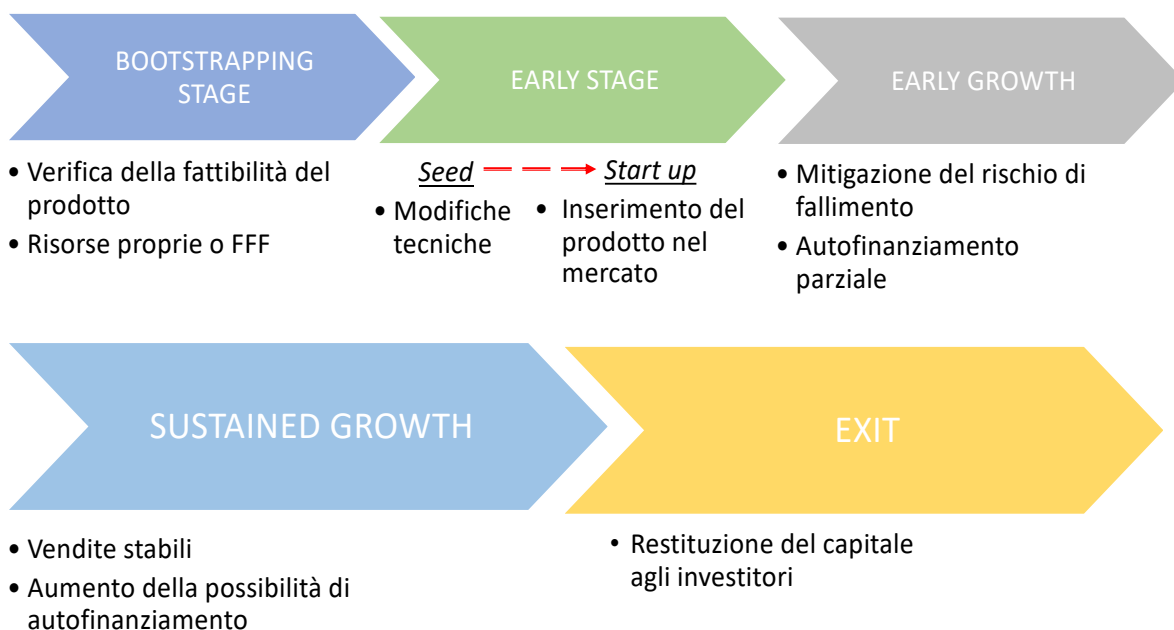 BOOTSTRAPPING
STAGE
EARLY STAGE
EARLY GROWTH
• Verifica della fattibilità del
prodotto
• Risorse proprie o FFF
Seed
• Modifiche
tecniche
Start up
• Inserimento del
prodotto nel
mercato
• Mitigazione del rischio di
fallimento
• Autofinanziamento
parziale
SUSTAINED GROWTH
EXIT
• Vendite stabili
• Aumento della possibilità di
autofinanziamento
• Restituzione del capitale
agli investitori